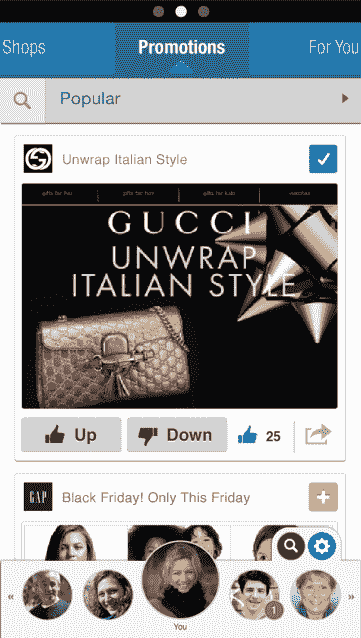 Shops
Promotions
For You
Popular
Unwrap Italian Style
gifts for her
gifts for him
gifts for kids
GUCCI
UNWRAP
ITALIAN STYLE
Up
Down
25
GAP
Black Friday! Only This Friday
«
1
»
You